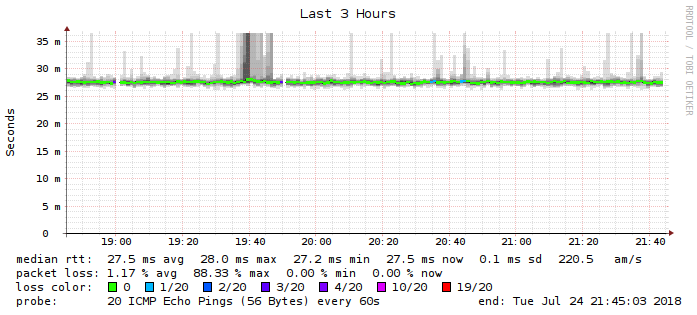 Last 3 Hours
RRDTOOL / TOBI OETIKER
Seconds
35 m
30 m
25 m
20 m
15 m
10 m
5 m
0
19:00 19:20 19:40 20:00 20:20 20:40 21:00 21:20 21:40
median rtt: 27.5 ms avg 28.0 ms max 27.2 ms min 27.5 ms now 0.1 ms sd 220.5 am/s
packet loss: 1.17 % avg 88.33 % max 0.00 % min 0.00 % now
loss color: 0 1/20 2/20 3/20 4/20 10/20 19/20
probe: 20 ICMP Echo Pings (56 Bytes) every 60s end: Tue Jul 24 21:45:03 2018